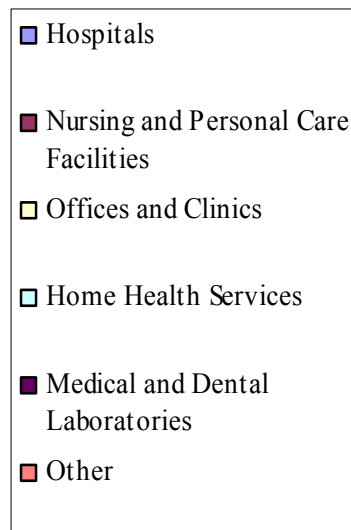 Hospitals
Nursing and Personal Care
Facilities
Offices and Clinics
Home Health Services
Medical and Dental
Laboratories
Other